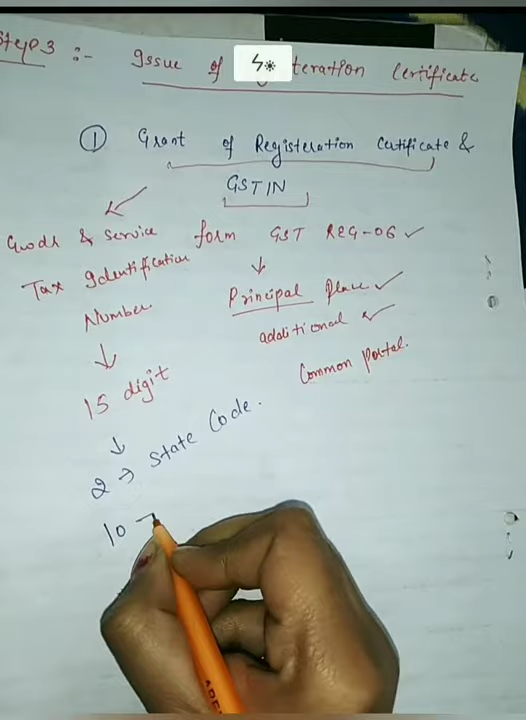 Step 3 :- Issue of teration Certificate
① Grant of Registeration Certificate &
GSTIN
Goods & service form GST REG-06 ✓
Tax Identification
Number
↓
Principal place ✓
additional ✓
Common portal.
↓
15 digit
↓
2 → State Code.
10 →